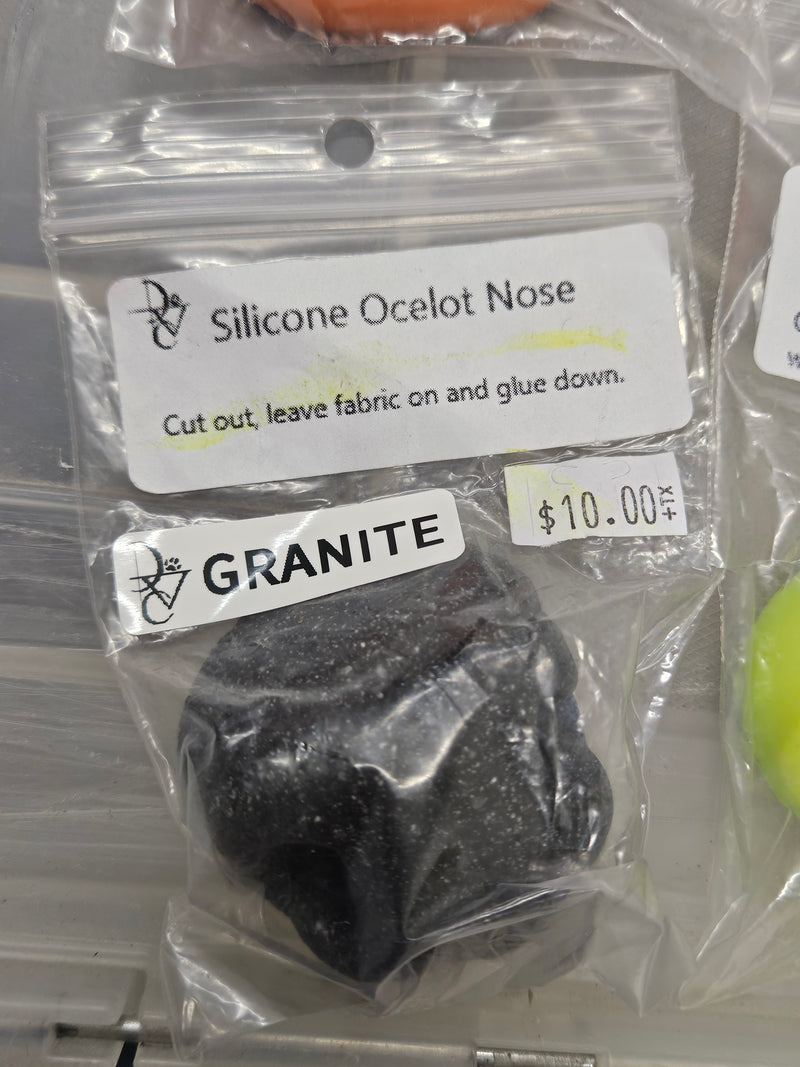 Silicone Ocelot Nose
Cut out, leave fabric on and glue down.
$10.00+TX
GRANITE